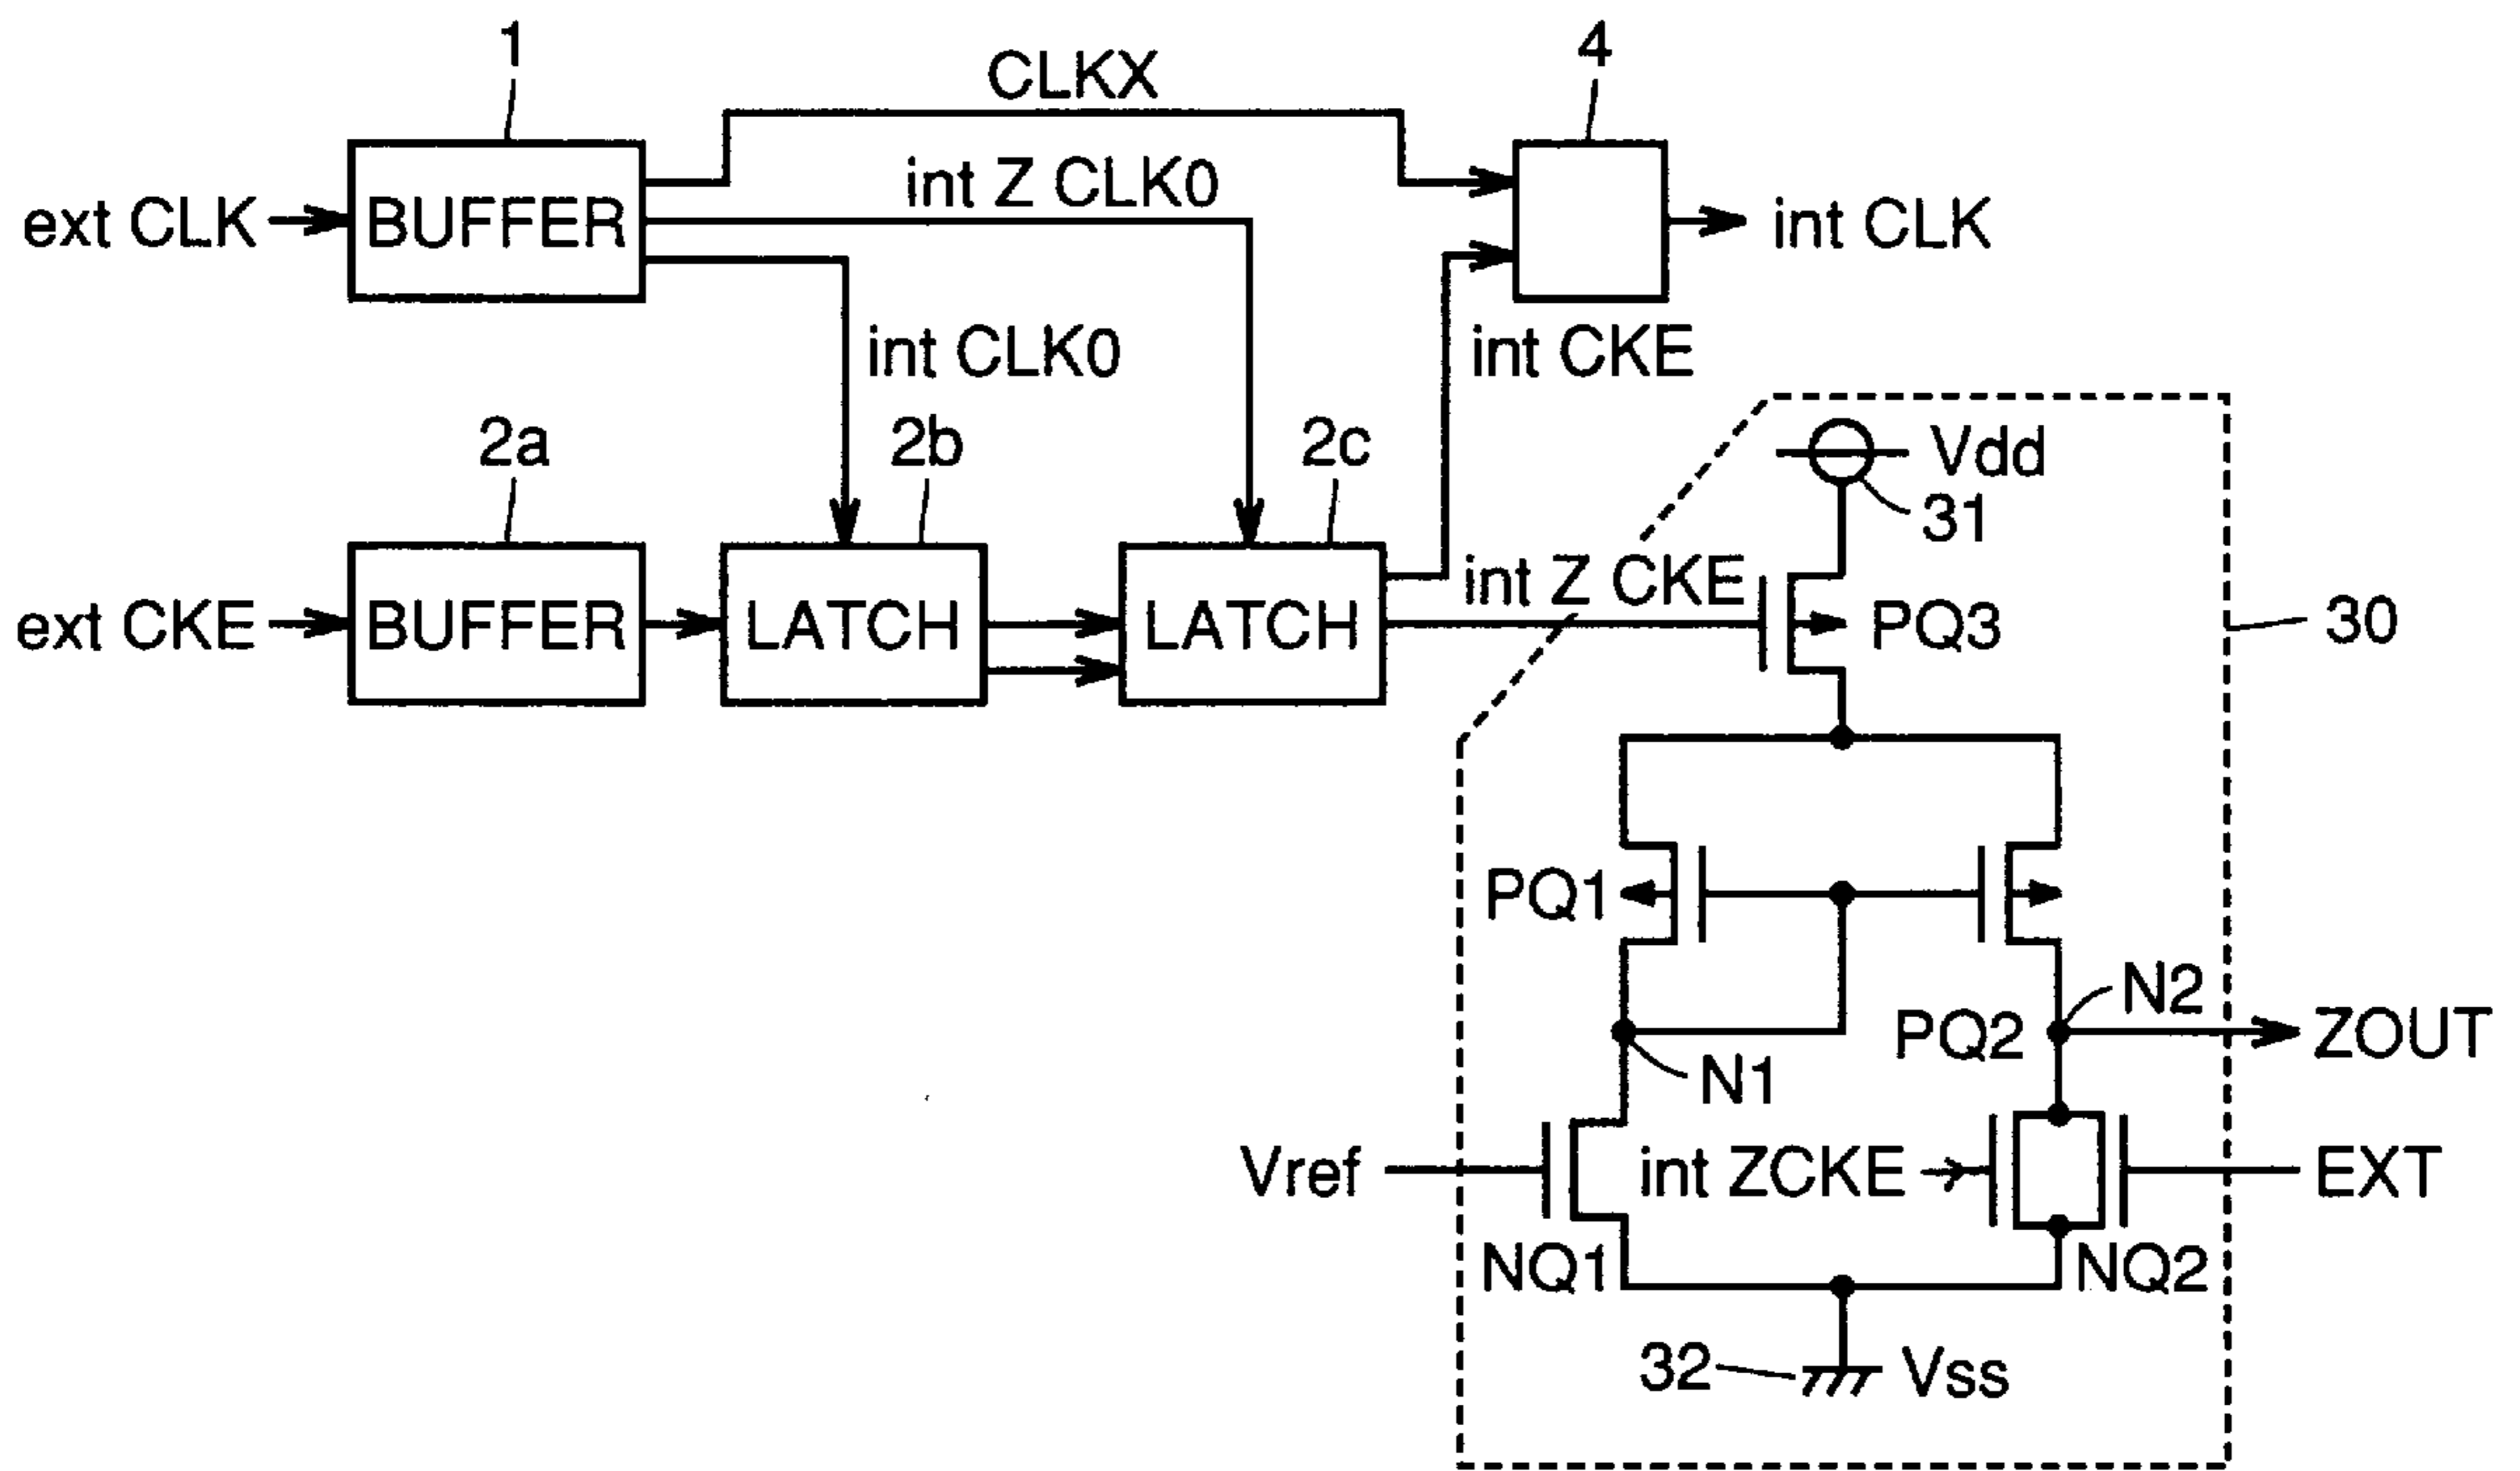 1
4
CLKX
int Z CLK0
ext CLK
BUFFER
int CLK
int CLK0
int CKE
2a
2b
2c
Vdd
31
ext CKE
BUFFER
LATCH
LATCH
int Z CKE
PQ3
30
PQ1
N2
PQ2
ZOUT
N1
Vref
int ZCKE
EXT
NQ1
NQ2
32
Vss